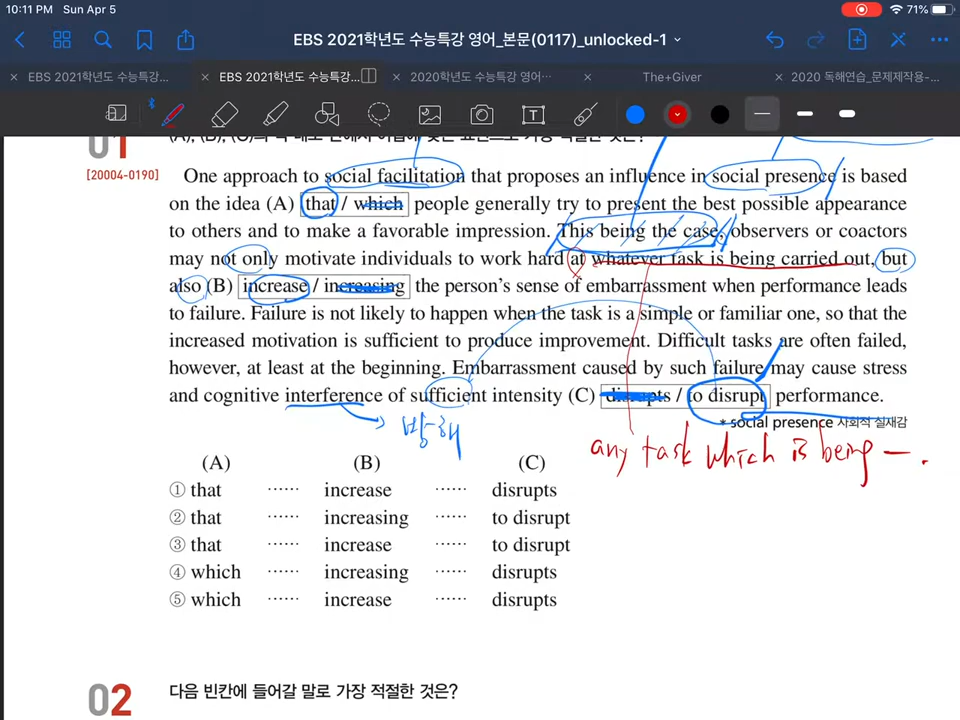 10:11 PM Sun Apr 5
71%
EBS 2021학년도 수능특강 영어_본문(0117)_unlocked-1
EBS 2021학년도 수능특강...
EBS 2021학년도 수능특강...
2020학년도 수능특강 영어...
The+Giver
2020 독해연습_문제제작용-...
01
[20004-0190]
One approach to social facilitation that proposes an influence in social presence is based
on the idea (A) that / which people generally try to present the best possible appearance
to others and to make a favorable impression. This being the case, observers or coactors
may not only motivate individuals to work hard at whatever task is being carried out, but
also (B) increase / increasing the person's sense of embarrassment when performance leads
to failure. Failure is not likely to happen when the task is a simple or familiar one, so that the
increased motivation is sufficient to produce improvement. Difficult tasks are often failed,
however, at least at the beginning. Embarrassment caused by such failure may cause stress
and cognitive interference of sufficient intensity (C) disrupts / to disrupt performance.
* social presence 사회적 실재감
방해
any task which is being
(A) (B) (C)
① that ...... increase ...... disrupts
② that ...... increasing ...... to disrupt
③ that ...... increase ...... to disrupt
④ which ...... increasing ...... disrupts
⑤ which ...... increase ...... disrupts
02 다음 빈칸에 들어갈 말로 가장 적절한 것은?